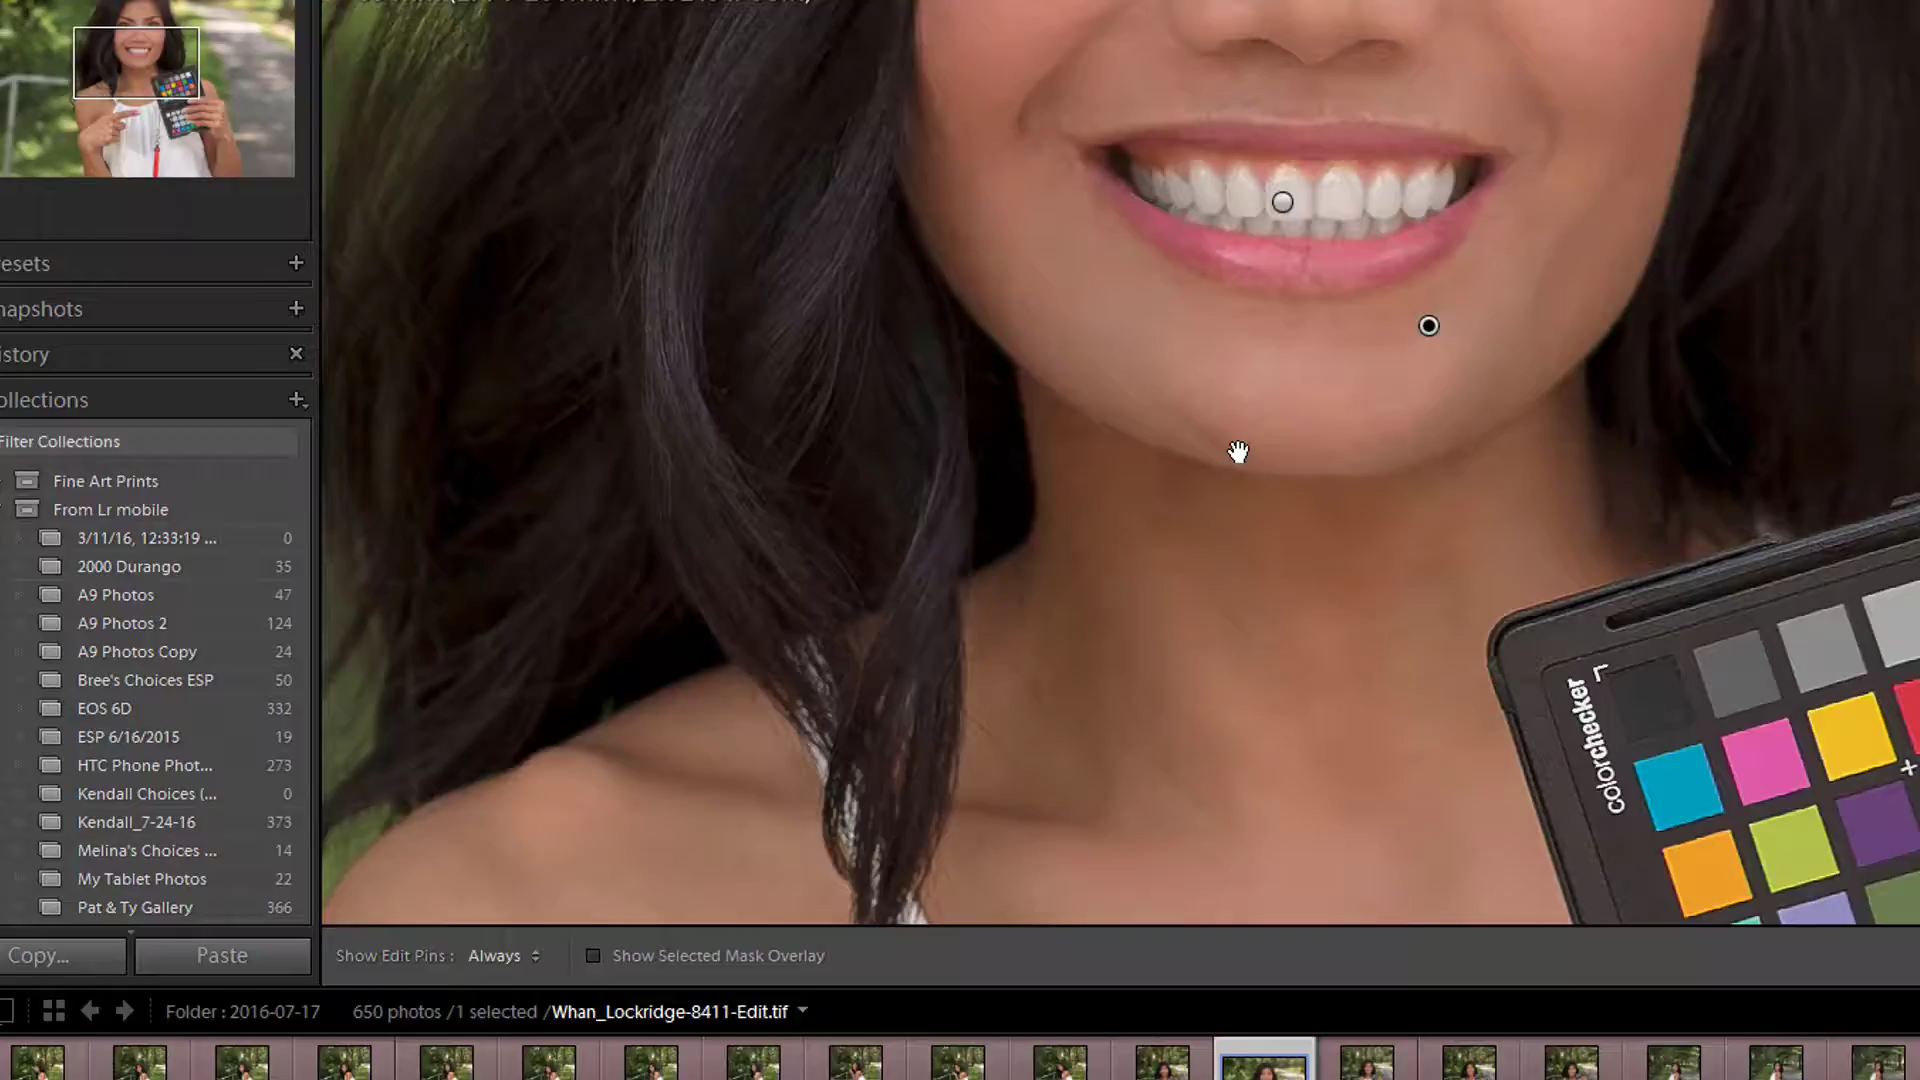 esets
napshots
istory
ollections
Filter Collections
Fine Art Prints
From Lr mobile
3/11/16, 12:33:19 ... 0
2000 Durango 35
A9 Photos 47
A9 Photos 2 124
A9 Photos Copy 24
Bree's Choices ESP 50
EOS 6D 332
ESP 6/16/2015 19
HTC Phone Phot... 273
Kendall Choices (... 0
Kendall_7-24-16 373
Melina's Choices ... 14
My Tablet Photos 22
Pat & Ty Gallery 366
Copy... Paste
colorchecker
Show Edit Pins : Always Show Selected Mask Overlay
Folder : 2016-07-17 650 photos /1 selected /Whan_Lockridge-8411-Edit.tif